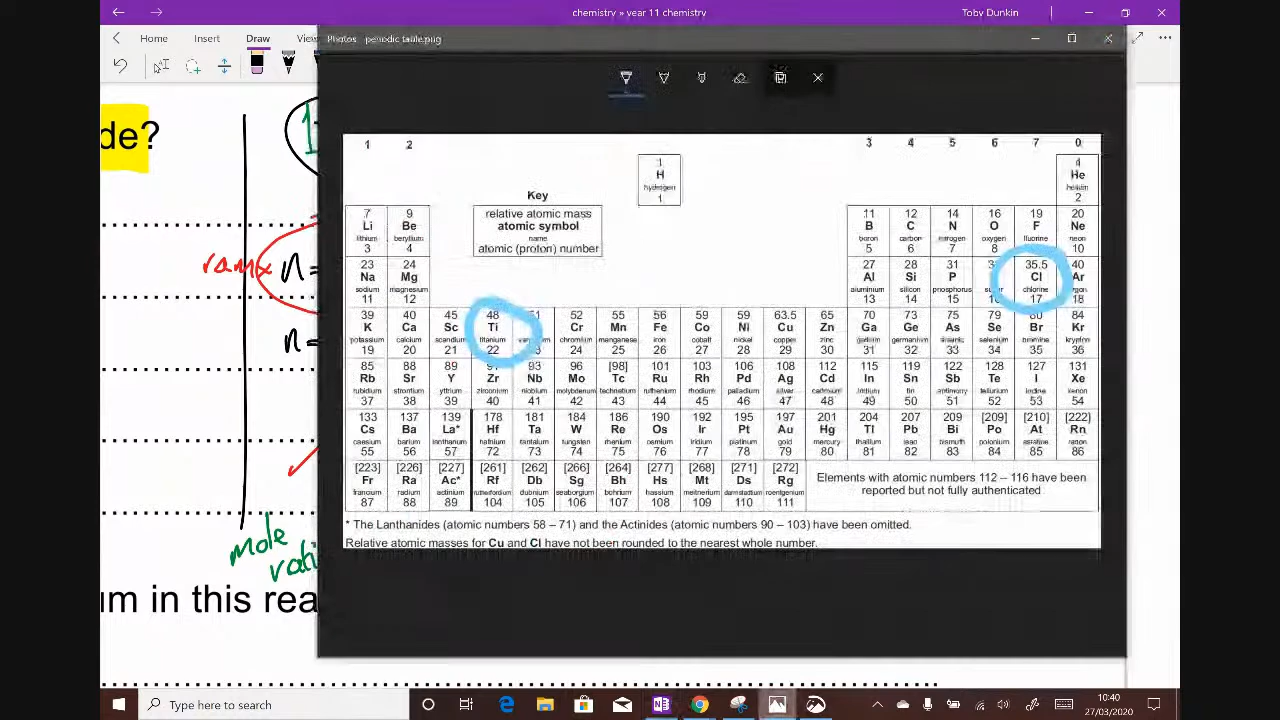 chemistry » year 11 chemistry
Toby Dunkin
Home Insert Draw
Photos - periodic table.png
de?
ramx n=
n=
mole
um in this rea
1 2 3 4 5 6 7 0
1 4
H He
hydrogen helium
1 2
Key
relative atomic mass
atomic symbol
name
atomic (proton) number
7 9 11 12 14 16 19 20
Li Be B C N O F Ne
lithium beryllium boron carbon nitrogen oxygen fluorine neon
3 4 5 6 7 8 9 10
23 24 27 28 31 35.5 40
Na Mg Al Si P Cl Ar
sodium magnesium aluminium silicon phosphorus chlorine
11 12 13 14 15 17 18
39 40 45 48 52 55 56 59 59 63.5 65 70 73 75 79 80 84
K Ca Sc Ti Cr Mn Fe Co Ni Cu Zn Ga Ge As Se Br Kr
potassium calcium scandium titanium chromium manganese iron cobalt nickel copper zinc gallium germanium arsenic selenium bromine krypton
19 20 21 22 24 25 26 27 28 29 30 31 32 33 34 35 36
85 88 89 91 93 96 [98] 101 103 106 108 112 115 119 122 128 127 131
Rb Sr Y Zr Nb Mo Tc Ru Rh Pd Ag Cd In Sn Sb Te I Xe
rubidium strontium yttrium zirconium niobium molybdenum technetium ruthenium rhodium palladium silver cadmium indium tin antimony tellurium iodine xenon
37 38 39 40 41 42 43 44 45 46 47 48 49 50 51 52 53 54
133 137 139 178 181 184 186 190 192 195 197 201 204 207 209 [209] [210] [222]
Cs Ba La* Hf Ta W Re Os Ir Pt Au Hg Tl Pb Bi Po At Rn
caesium barium lanthanum hafnium tantalum tungsten rhenium osmium iridium platinum gold mercury thallium lead bismuth polonium astatine radon
55 56 57 72 73 74 75 76 77 78 79 80 81 82 83 84 85 86
[223] [226] [227] [261] [262] [266] [264] [277] [268] [271] [272]
Fr Ra Ac* Rf Db Sg Bh Hs Mt Ds Rg
francium radium actinium rutherfordium dubnium seaborgium bohrium hassium meitnerium darmstadtium roentgenium
87 88 89 104 105 106 107 108 109 110 111
Elements with atomic numbers 112 – 116 have been
reported but not fully authenticated
* The Lanthanides (atomic numbers 58 – 71) and the Actinides (atomic numbers 90 – 103) have been omitted.
Relative atomic masses for Cu and Cl have not been rounded to the nearest whole number.
Type here to search
10:40
27/03/2020